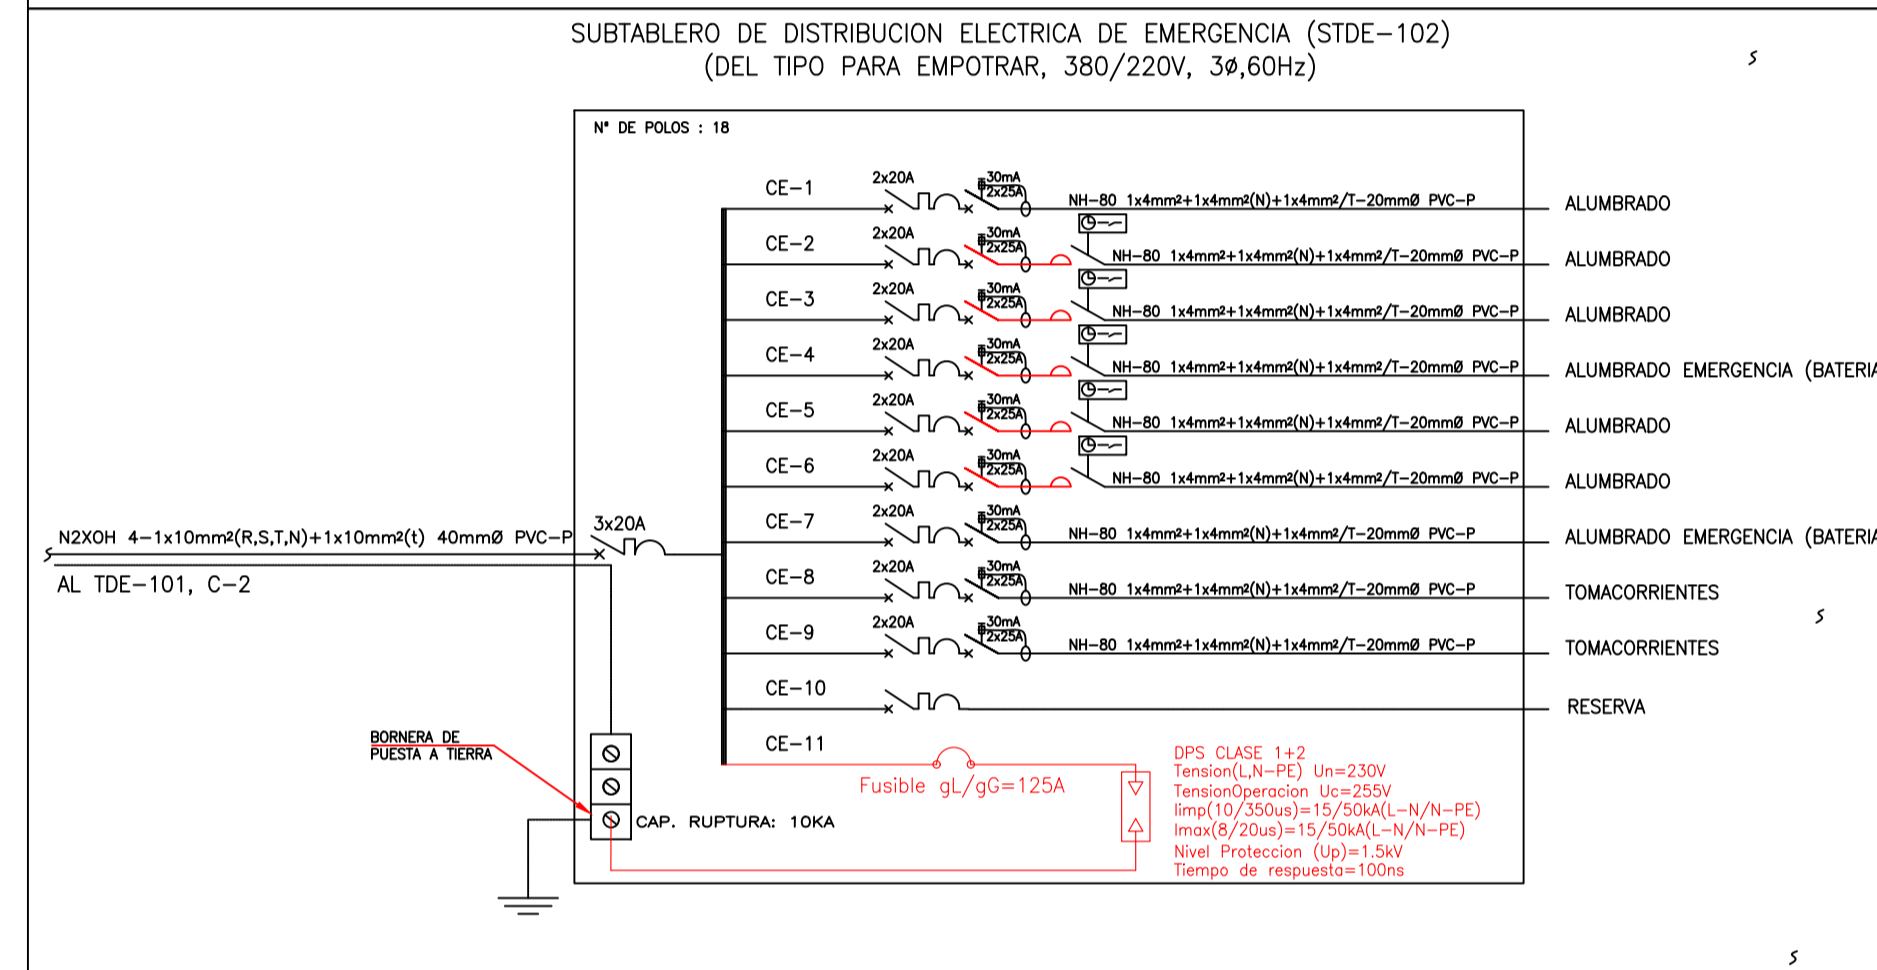 SUBTABLERO DE DISTRIBUCION ELECTRICA DE EMERGENCIA (STDE-102)
(DEL TIPO PARA EMPOTRAR, 380/220V, 3ø,60Hz)
N° DE POLOS : 18
CE-1 2x20A 30mA 2x25A NH-80 1x4mm²+1x4mm²(N)+1x4mm²/T-20mmØ PVC-P ALUMBRADO
CE-2 2x20A 30mA 2x25A NH-80 1x4mm²+1x4mm²(N)+1x4mm²/T-20mmØ PVC-P ALUMBRADO
CE-3 2x20A 30mA 2x25A NH-80 1x4mm²+1x4mm²(N)+1x4mm²/T-20mmØ PVC-P ALUMBRADO
CE-4 2x20A 30mA 2x25A NH-80 1x4mm²+1x4mm²(N)+1x4mm²/T-20mmØ PVC-P ALUMBRADO EMERGENCIA (BATERIA
CE-5 2x20A 30mA 2x25A NH-80 1x4mm²+1x4mm²(N)+1x4mm²/T-20mmØ PVC-P ALUMBRADO
CE-6 2x20A 30mA 2x25A NH-80 1x4mm²+1x4mm²(N)+1x4mm²/T-20mmØ PVC-P ALUMBRADO
CE-7 2x20A 30mA 2x25A NH-80 1x4mm²+1x4mm²(N)+1x4mm²/T-20mmØ PVC-P ALUMBRADO EMERGENCIA (BATERIA
N2XOH 4-1x10mm²(R,S,T,N)+1x10mm²(t) 40mmØ PVC-P 3x20A
AL TDE-101, C-2
CE-8 2x20A 30mA 2x25A NH-80 1x4mm²+1x4mm²(N)+1x4mm²/T-20mmØ PVC-P TOMACORRIENTES
CE-9 2x20A 30mA 2x25A NH-80 1x4mm²+1x4mm²(N)+1x4mm²/T-20mmØ PVC-P TOMACORRIENTES
CE-10 RESERVA
CE-11
BORNERA DE
PUESTA A TIERRA
Fusible gL/gG=125A
CAP. RUPTURA: 10KA
DPS CLASE 1+2
Tension(L,N-PE) Un=230V
TensionOperacion Uc=255V
Iimp(10/350us)=15/50kA(L-N/N-PE)
Imax(8/20us)=15/50kA(L-N/N-PE)
Nivel Proteccion (Up)=1.5kV
Tiempo de respuesta=100ns